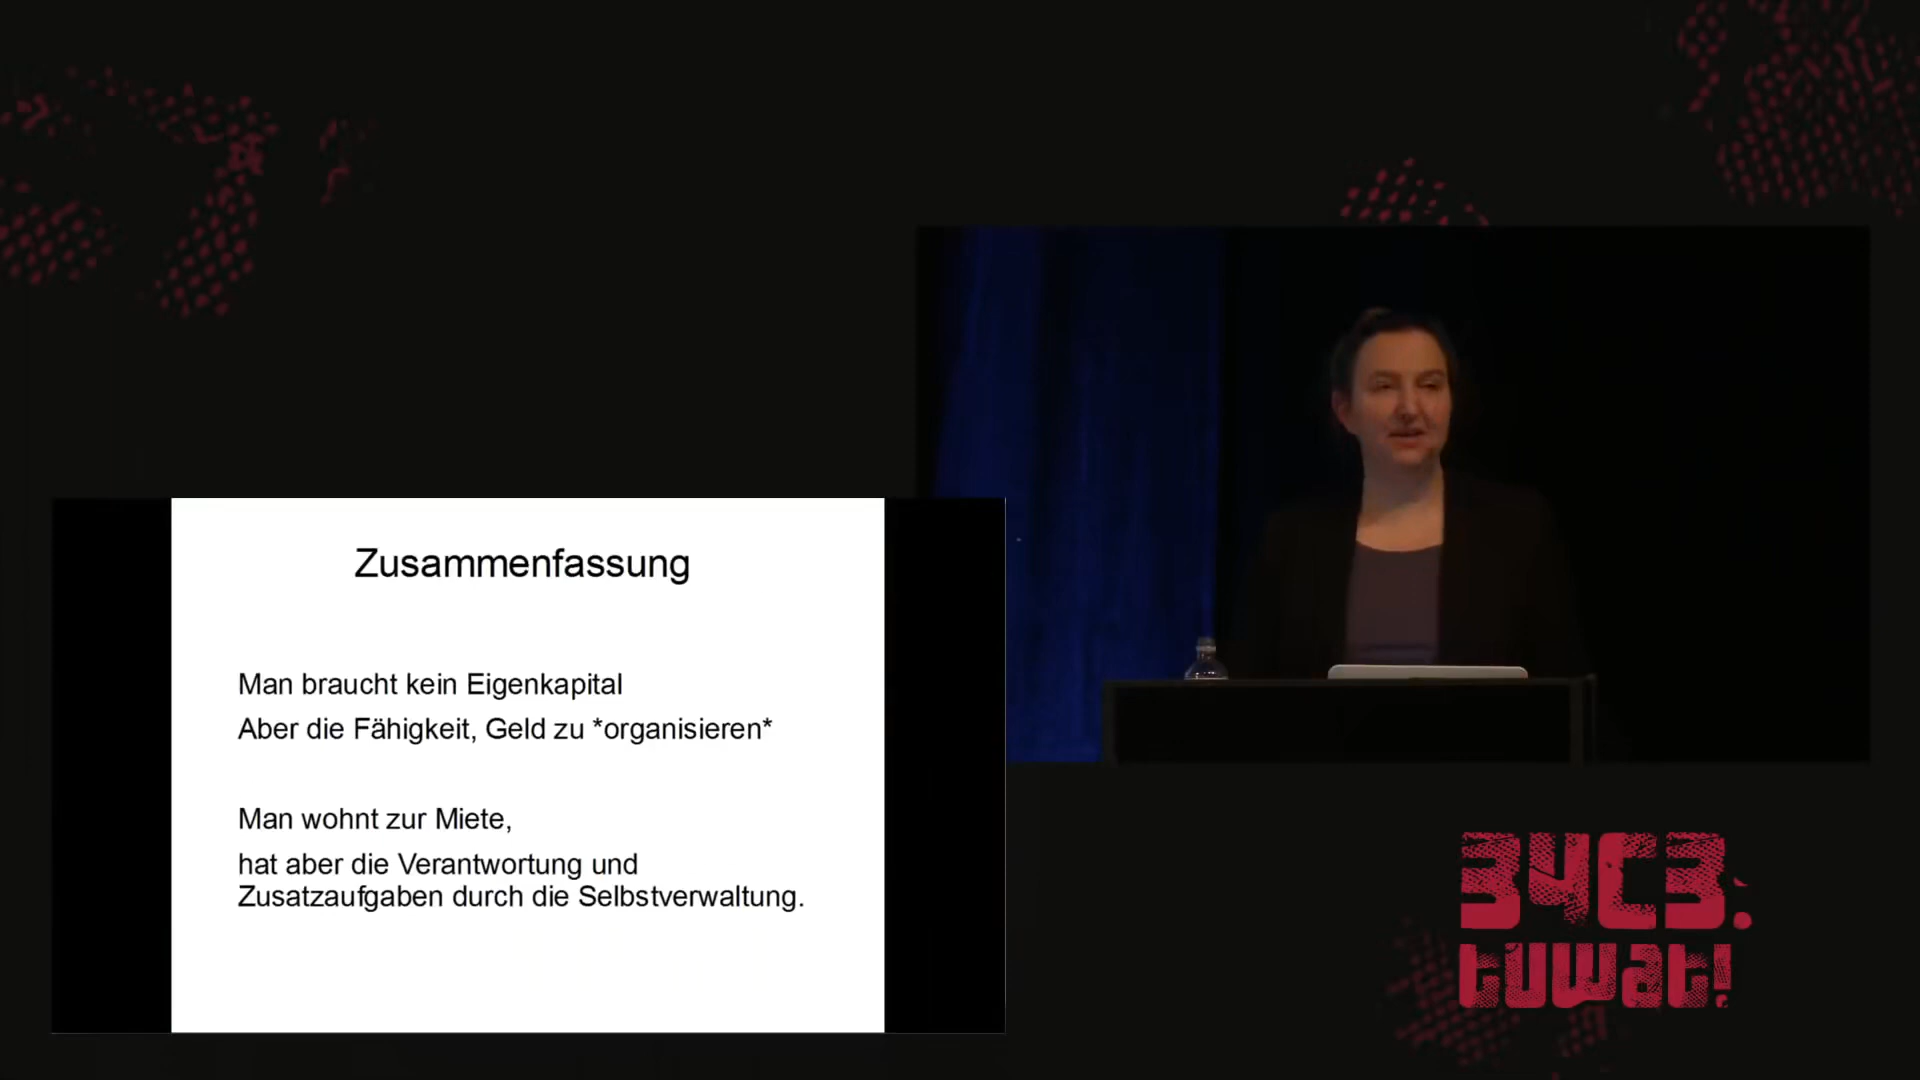 Zusammenfassung
Man braucht kein Eigenkapital
Aber die Fähigkeit, Geld zu *organisieren*
Man wohnt zur Miete,
hat aber die Verantwortung und
Zusatzaufgaben durch die Selbstverwaltung.
34C3.
tuwat!